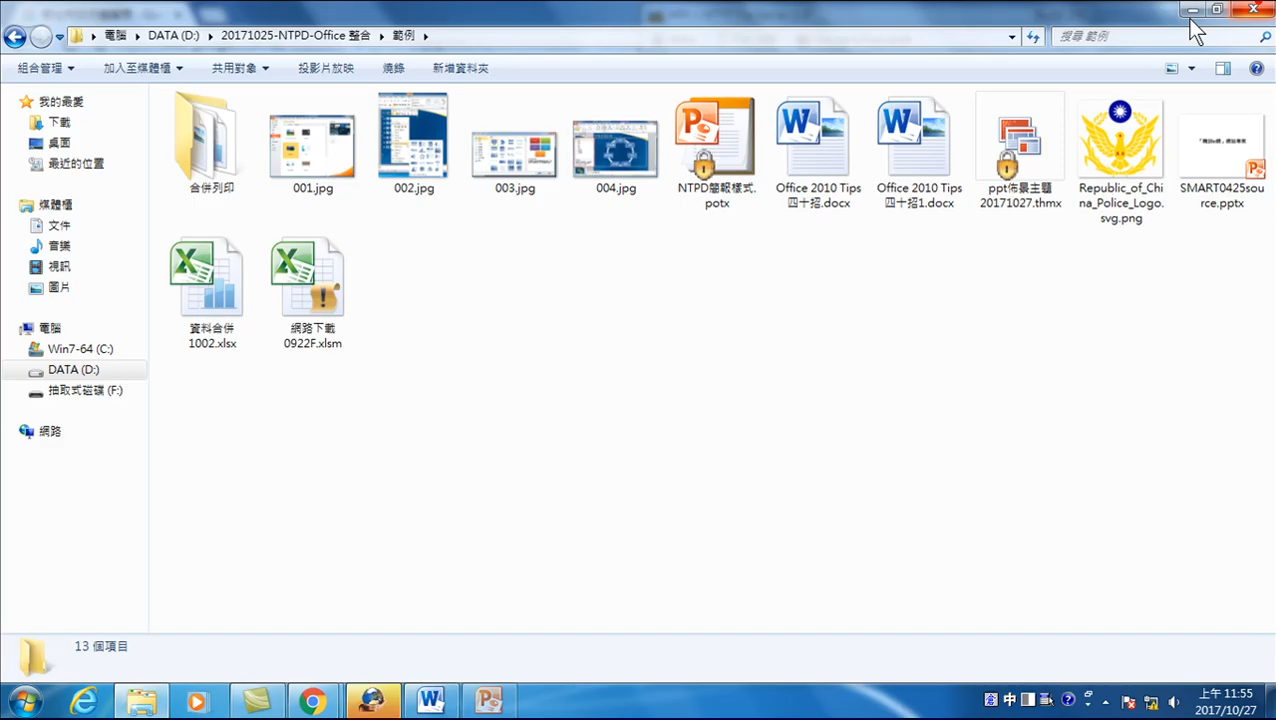 電腦 ▸ DATA (D:) ▸ 20171025-NTPD-Office 整合 ▸ 範例 ▸
搜尋 範例
組合管理 加入至媒體櫃 共用對象 投影片放映 燒錄 新增資料夾
我的最愛
下載
桌面
最近的位置
媒體櫃
文件
音樂
視訊
圖片
電腦
Win7-64 (C:)
DATA (D:)
抽取式磁碟 (F:)
網路
合併列印
001.jpg
002.jpg
003.jpg
004.jpg
NTPD簡報樣式.
potx
Office 2010 Tips
四十招.docx
Office 2010 Tips
四十招1.docx
ppt佈景主題
20171027.thmx
Republic_of_Chi
na_Police_Logo.
svg.png
SMART0425sou
rce.pptx
資料合併
1002.xlsx
網路下載
0922F.xlsm
13 個項目
中
上午 11:55
2017/10/27